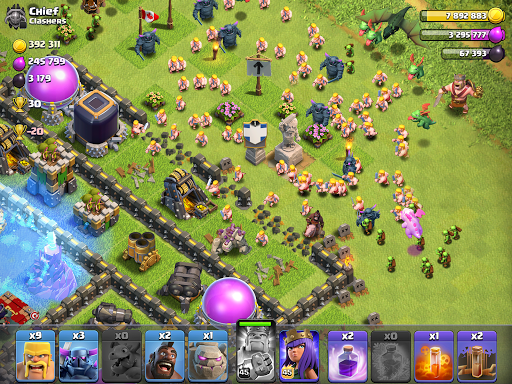 Chief
Clashers
392 311
245 799
3 179
30
-20
7 892 883
3 295 777
67 393
x9
x3
x0
x2
x1
45
45
x2
x0
x1
x2